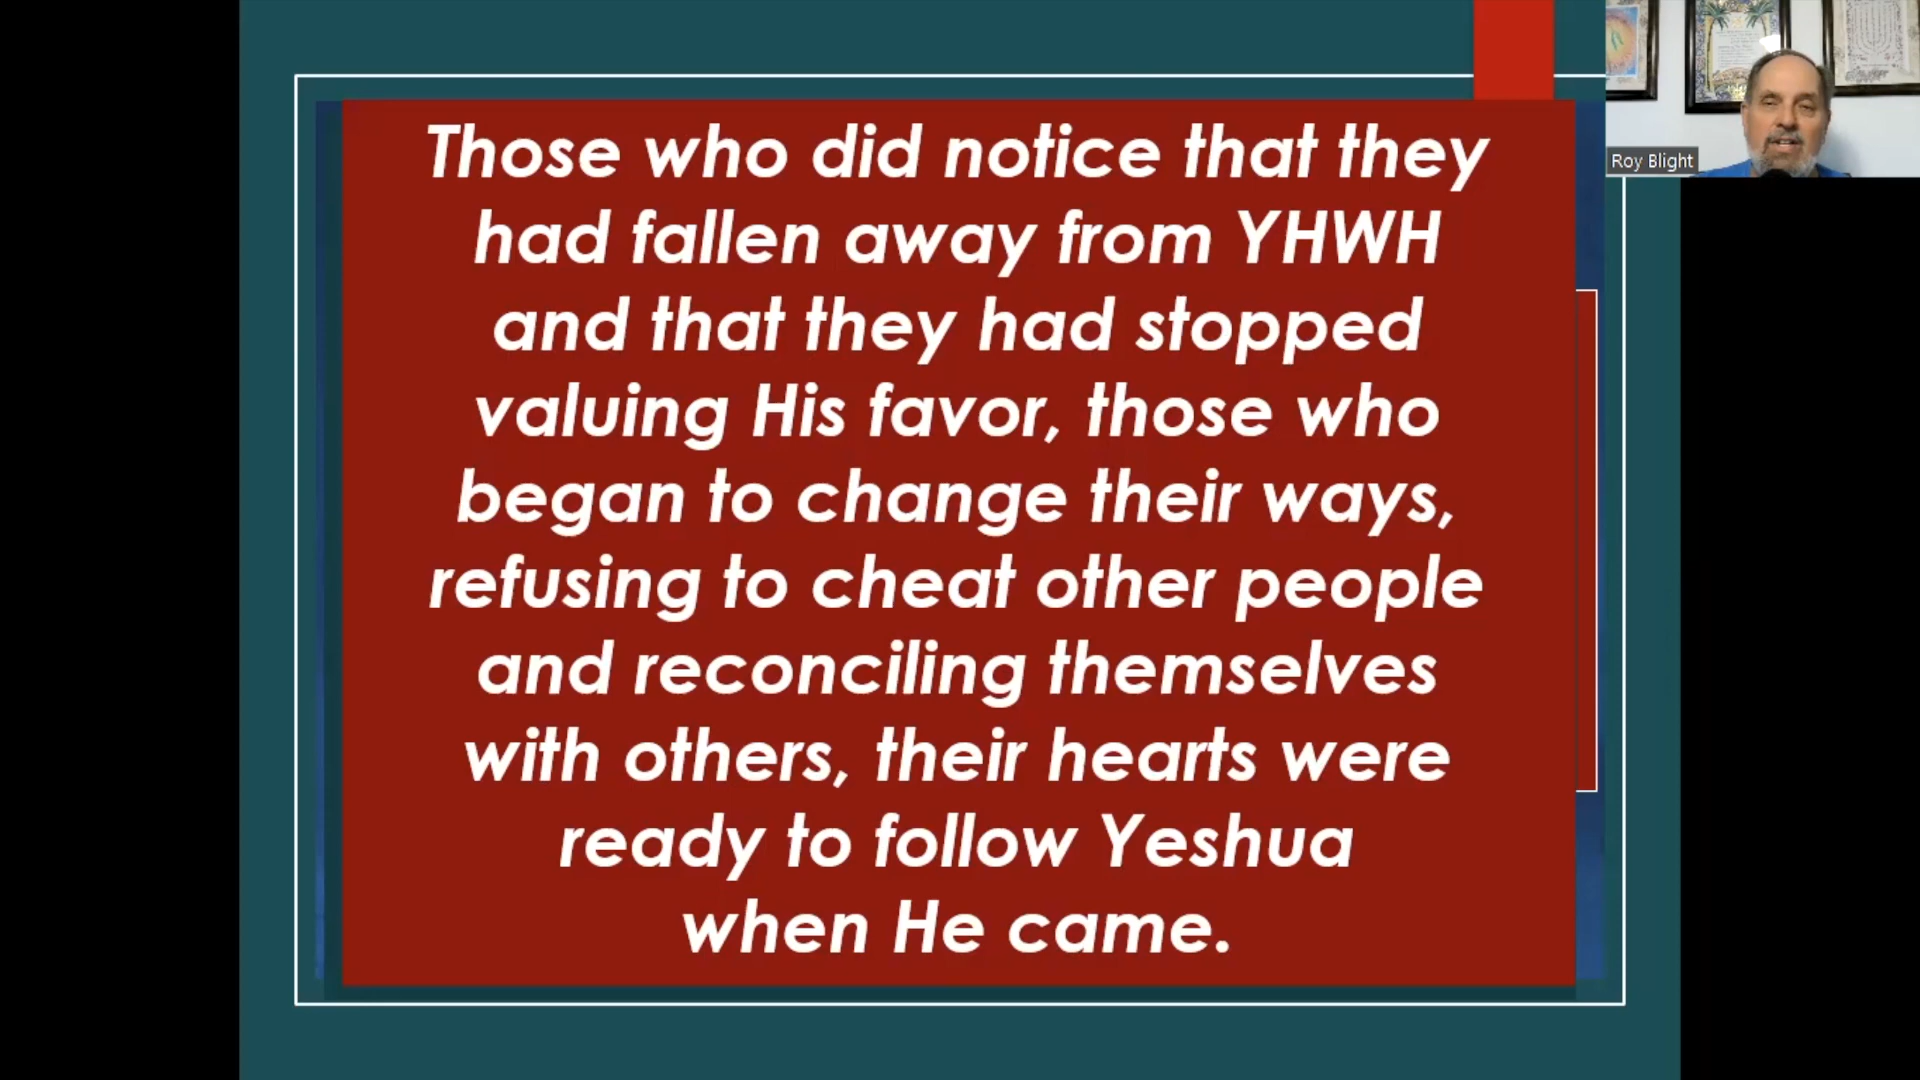 Those who did notice that they
had fallen away from YHWH
and that they had stopped
valuing His favor, those who
began to change their ways,
refusing to cheat other people
and reconciling themselves
with others, their hearts were
ready to follow Yeshua
when He came.
Roy Blight